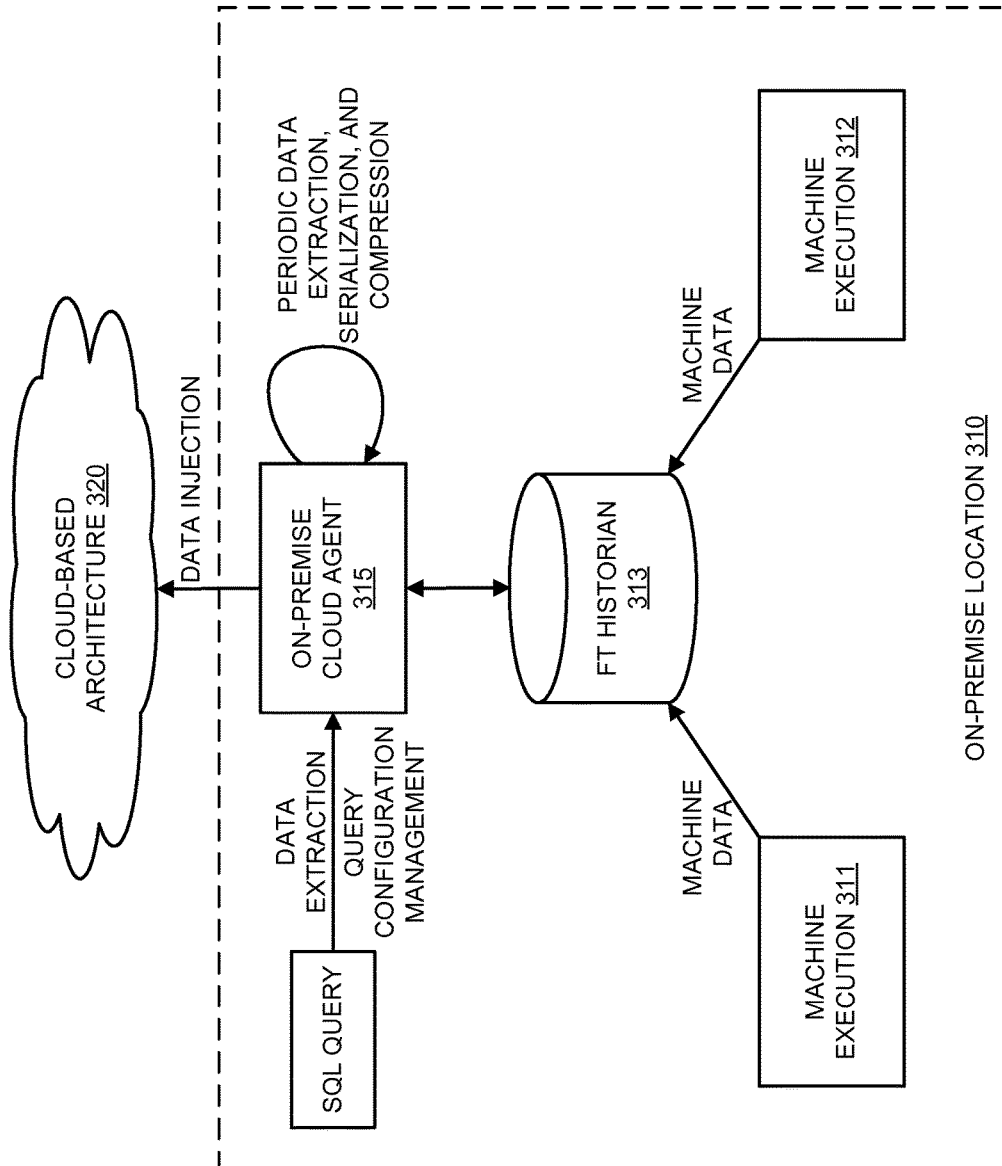 CLOUD-BASED
ARCHITECTURE 320
DATA INJECTION
SQL QUERY
DATA
EXTRACTION
QUERY
CONFIGURATION
MANAGEMENT
ON-PREMISE
CLOUD AGENT
315
PERIODIC DATA
EXTRACTION,
SERIALIZATION, AND
COMPRESSION
FT HISTORIAN
313
MACHINE
DATA
MACHINE
DATA
MACHINE
EXECUTION 311
MACHINE
EXECUTION 312
ON-PREMISE LOCATION 310